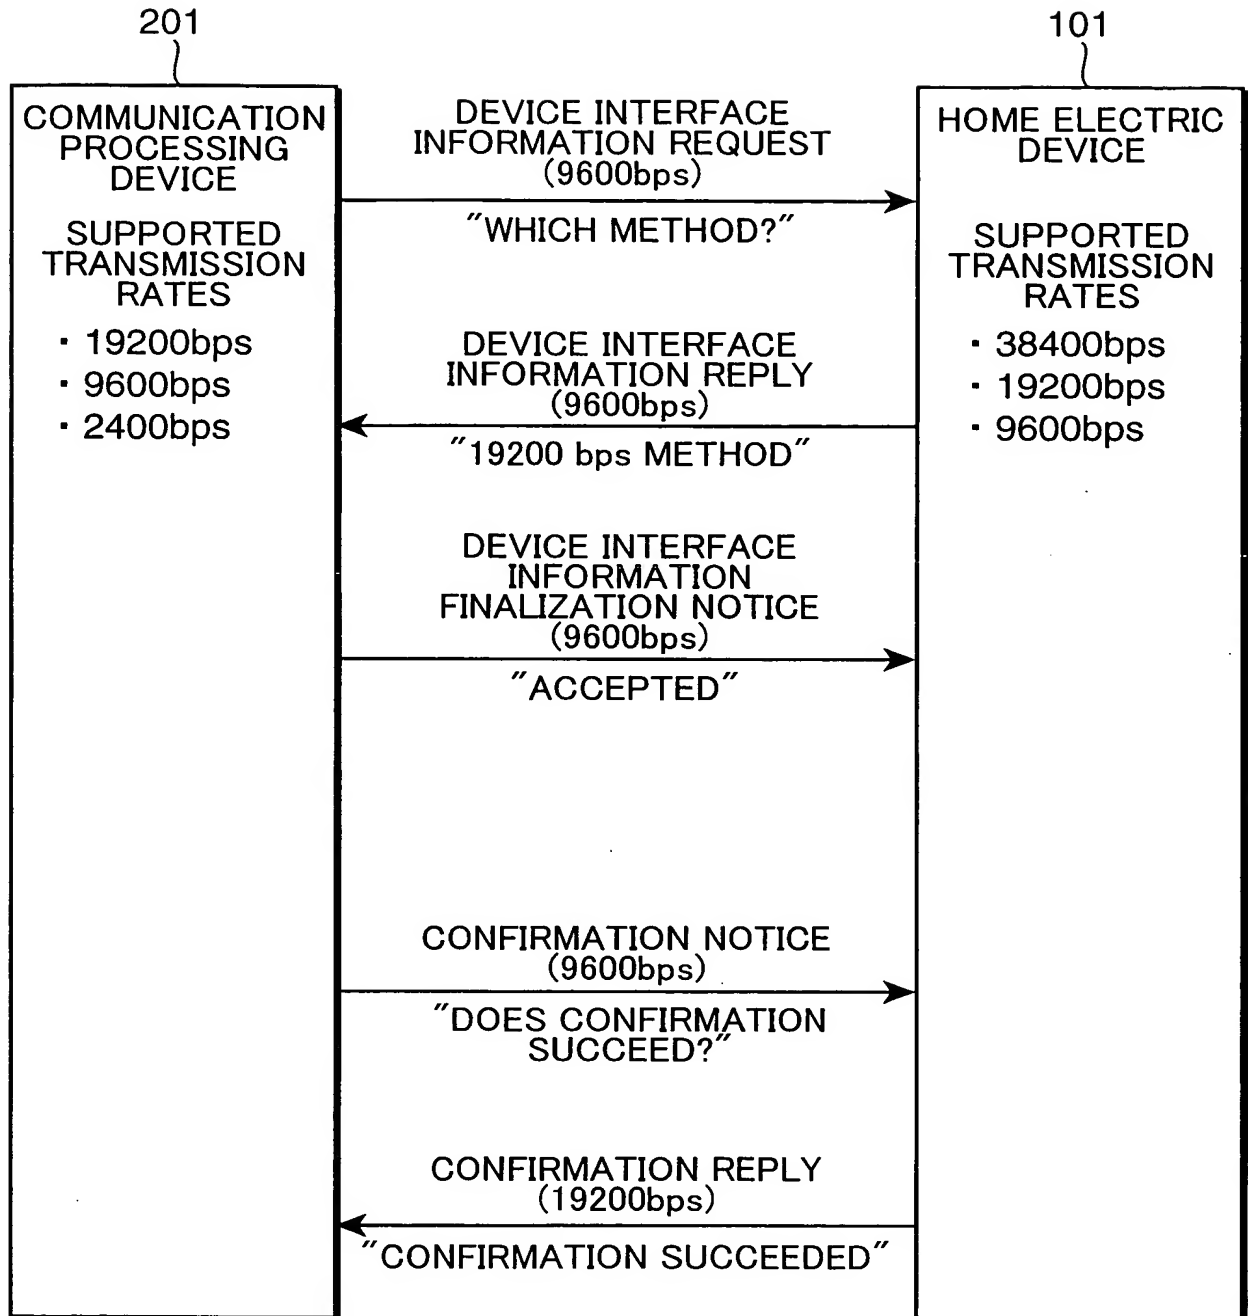 201
101
COMMUNICATION
PROCESSING
DEVICE
SUPPORTED
TRANSMISSION
RATES
· 19200bps
· 9600bps
· 2400bps
DEVICE INTERFACE
INFORMATION REQUEST
(9600bps)
"WHICH METHOD?"
DEVICE INTERFACE
INFORMATION REPLY
(9600bps)
"19200 bps METHOD"
DEVICE INTERFACE
INFORMATION
FINALIZATION NOTICE
(9600bps)
"ACCEPTED"
CONFIRMATION NOTICE
(9600bps)
"DOES CONFIRMATION
SUCCEED?"
CONFIRMATION REPLY
(19200bps)
"CONFIRMATION SUCCEEDED"
HOME ELECTRIC
DEVICE
SUPPORTED
TRANSMISSION
RATES
· 38400bps
· 19200bps
· 9600bps